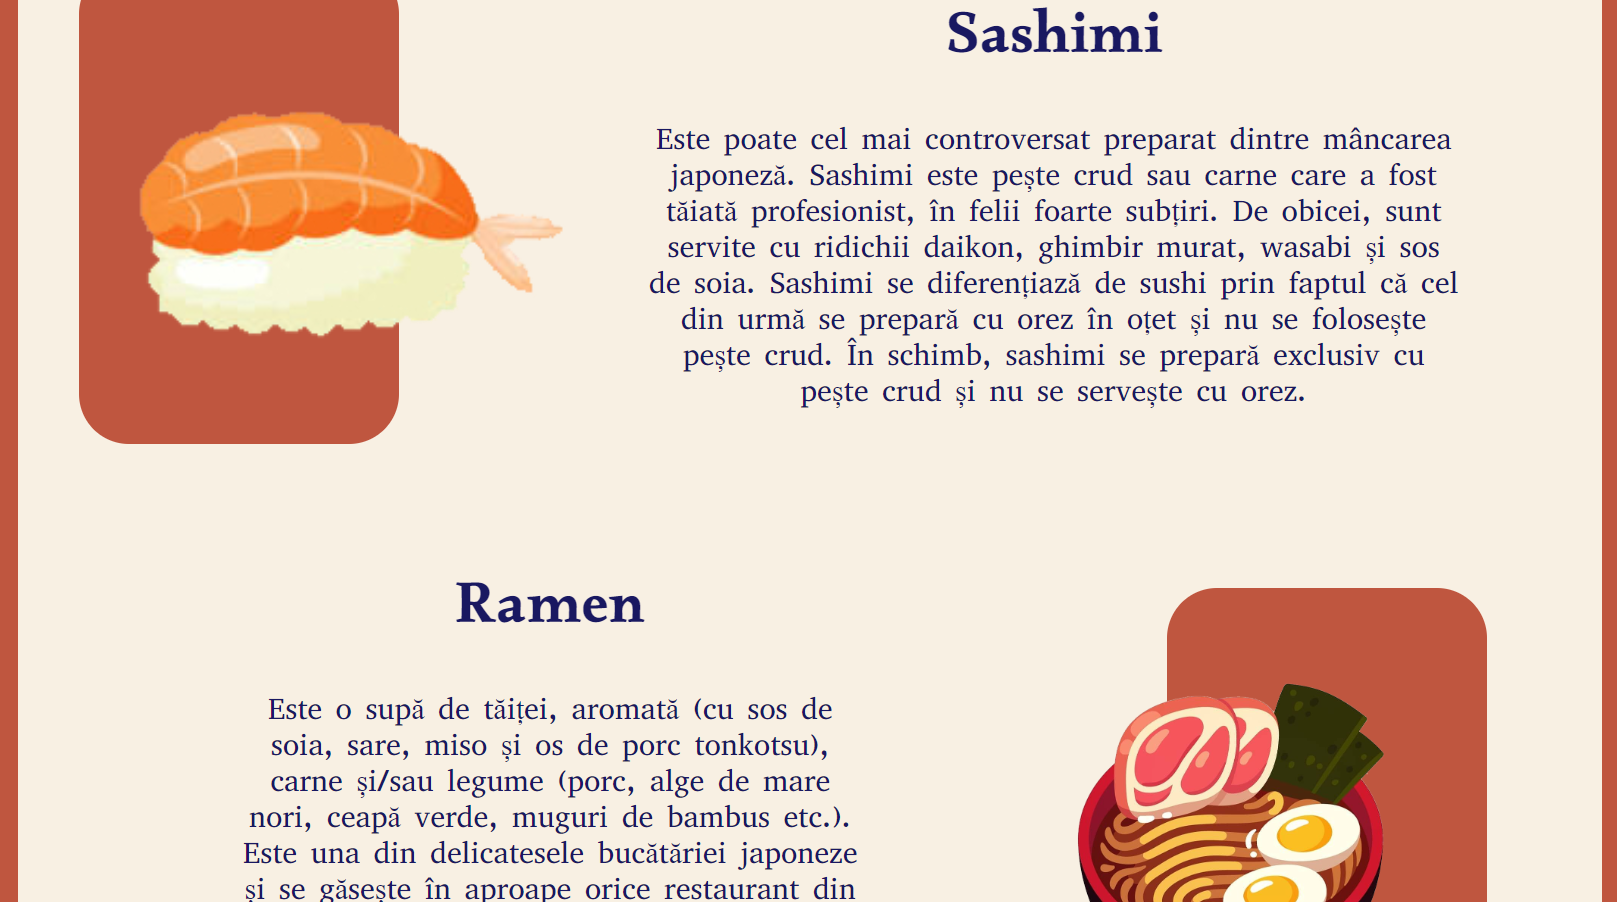 Sashimi
Este poate cel mai controversat preparat dintre mâncarea
japoneză. Sashimi este pește crud sau carne care a fost
tăiată profesionist, în felii foarte subțiri. De obicei, sunt
servite cu ridichii daikon, ghimbir murat, wasabi și sos
de soia. Sashimi se diferențiază de sushi prin faptul că cel
din urmă se prepară cu orez în oțet și nu se folosește
pește crud. În schimb, sashimi se prepară exclusiv cu
pește crud și nu se servește cu orez.
Ramen
Este o supă de tăiței, aromată (cu sos de
soia, sare, miso și os de porc tonkotsu),
carne și/sau legume (porc, alge de mare
nori, ceapă verde, muguri de bambus etc.).
Este una din delicatesele bucătăriei japoneze
și se găsește în aproape orice restaurant din